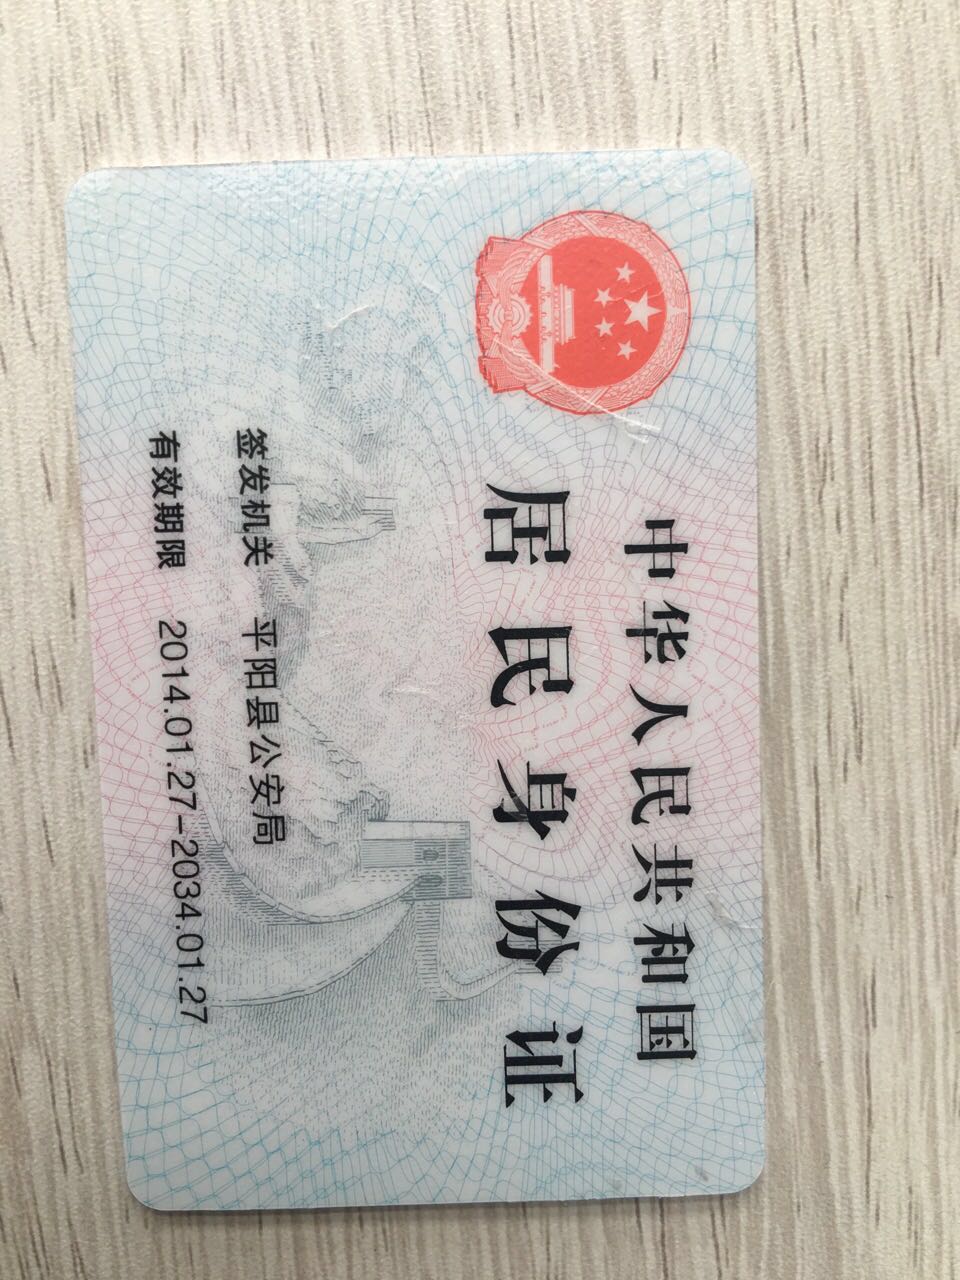 中华人民共和国
居民身份证
签发机关 平阳县公安局
有效期限 2014.01.27-2034.01.27